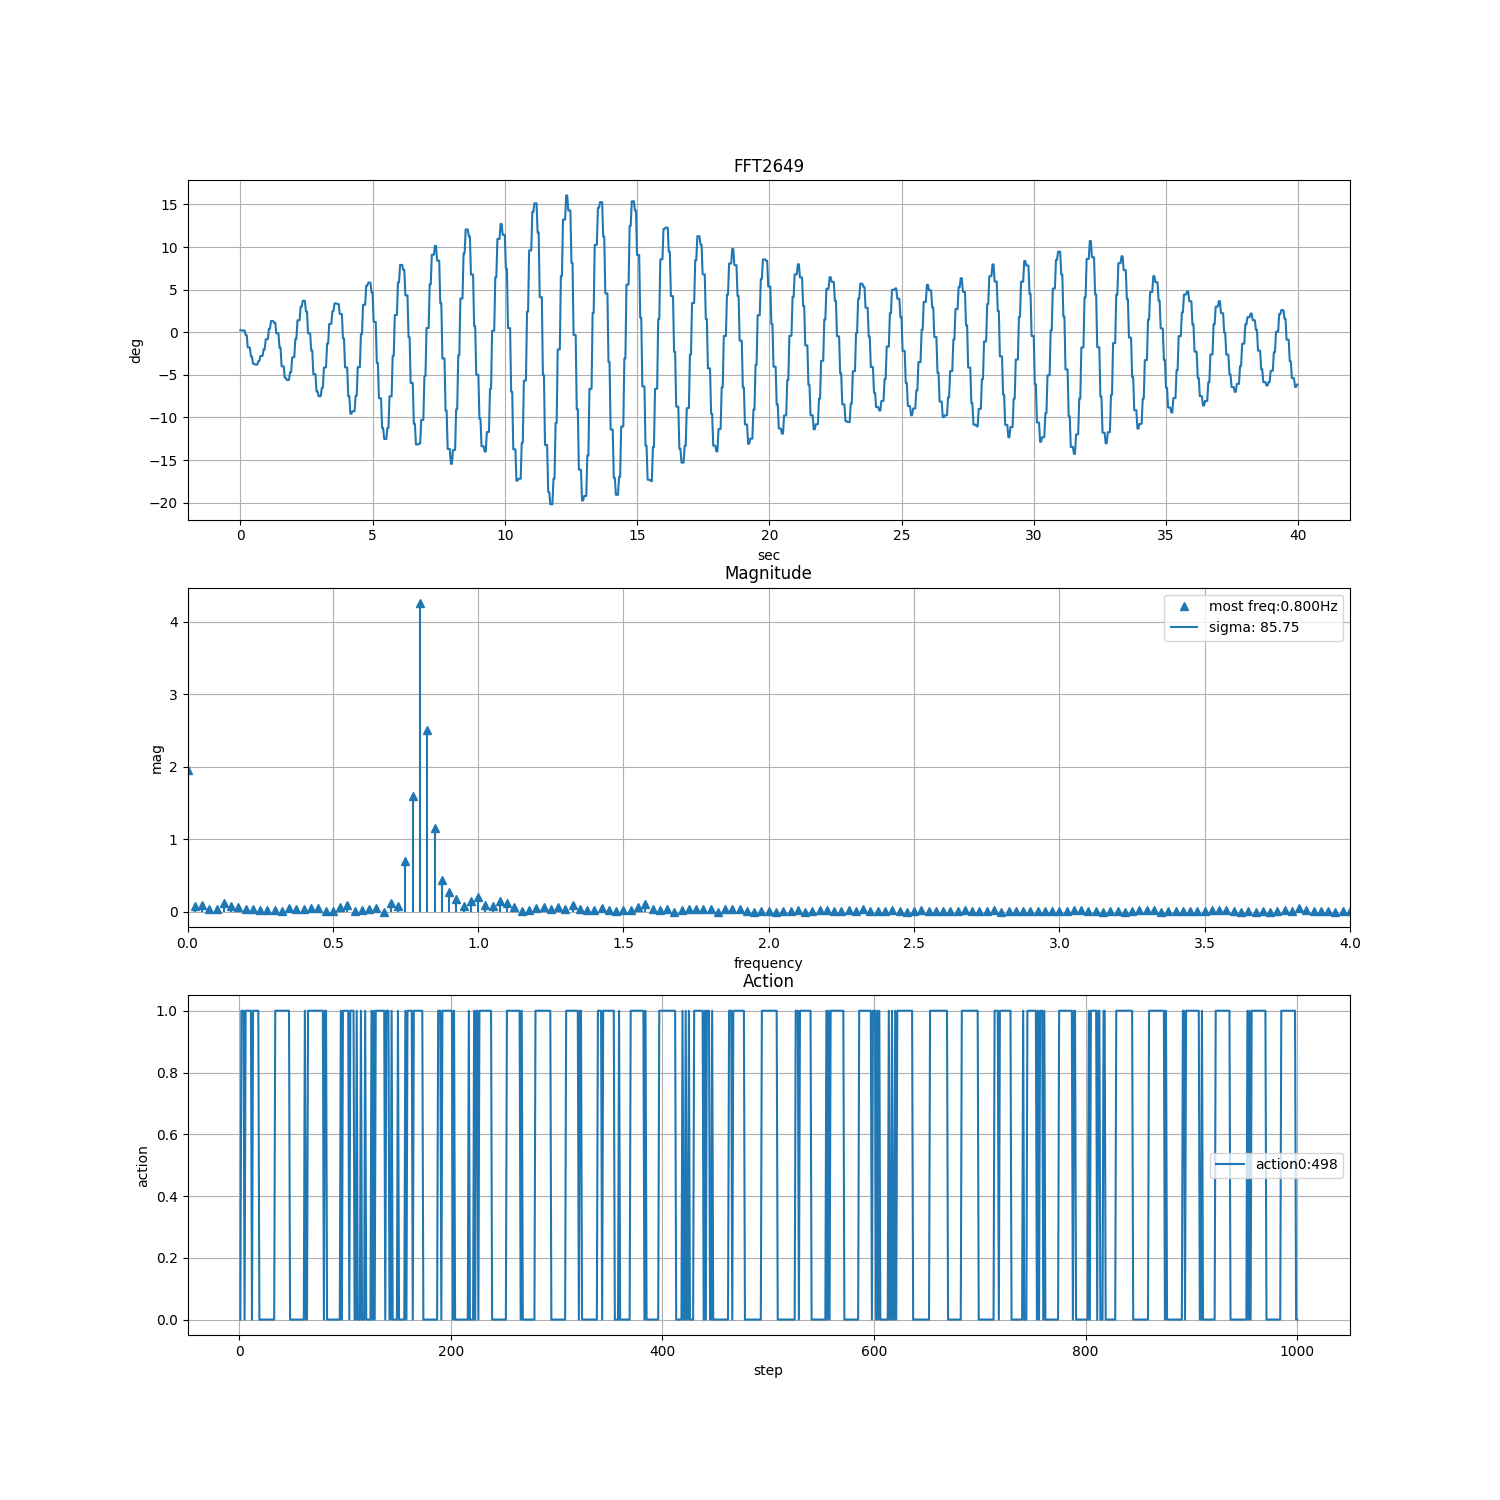 FFT2649
15
10
5
0
−5
−10
−15
−20
deg
0 5 10 15 20 25 30 35 40
sec
Magnitude
most freq:0.800Hz
sigma: 85.75
4
3
2
1
0
mag
0.0 0.5 1.0 1.5 2.0 2.5 3.0 3.5 4.0
frequency
Action
1.0
0.8
0.6
0.4
0.2
0.0
action
action0:498
0 200 400 600 800 1000
step